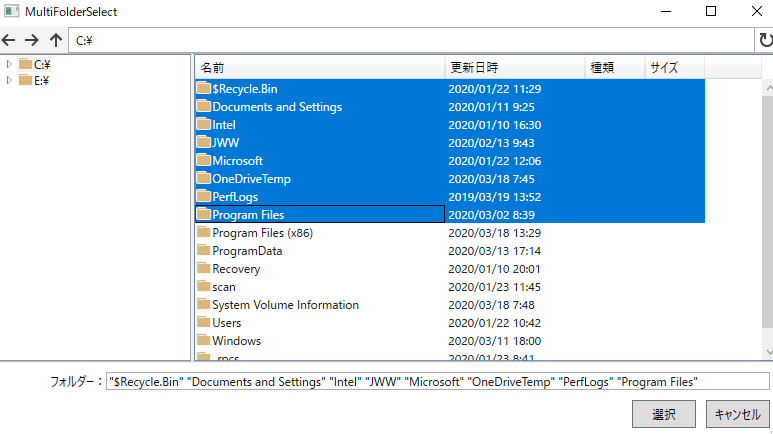 MultiFolderSelect
C:¥
C:¥
E:¥
名前 更新日時 種類 サイズ
$Recycle.Bin 2020/01/22 11:29
Documents and Settings 2020/01/11 9:25
Intel 2020/01/10 16:30
JWW 2020/02/13 9:43
Microsoft 2020/01/22 12:06
OneDriveTemp 2020/03/18 7:45
PerfLogs 2019/03/19 13:52
Program Files 2020/03/02 8:39
Program Files (x86) 2020/03/18 13:29
ProgramData 2020/03/13 17:14
Recovery 2020/01/10 20:01
scan 2020/01/23 11:45
System Volume Information 2020/03/18 7:48
Users 2020/01/22 10:42
Windows 2020/03/11 18:00
.rpcs 2020/01/23 8:41
フォルダー： "$Recycle.Bin" "Documents and Settings" "Intel" "JWW" "Microsoft" "OneDriveTemp" "PerfLogs" "Program Files"
選択 キャンセル